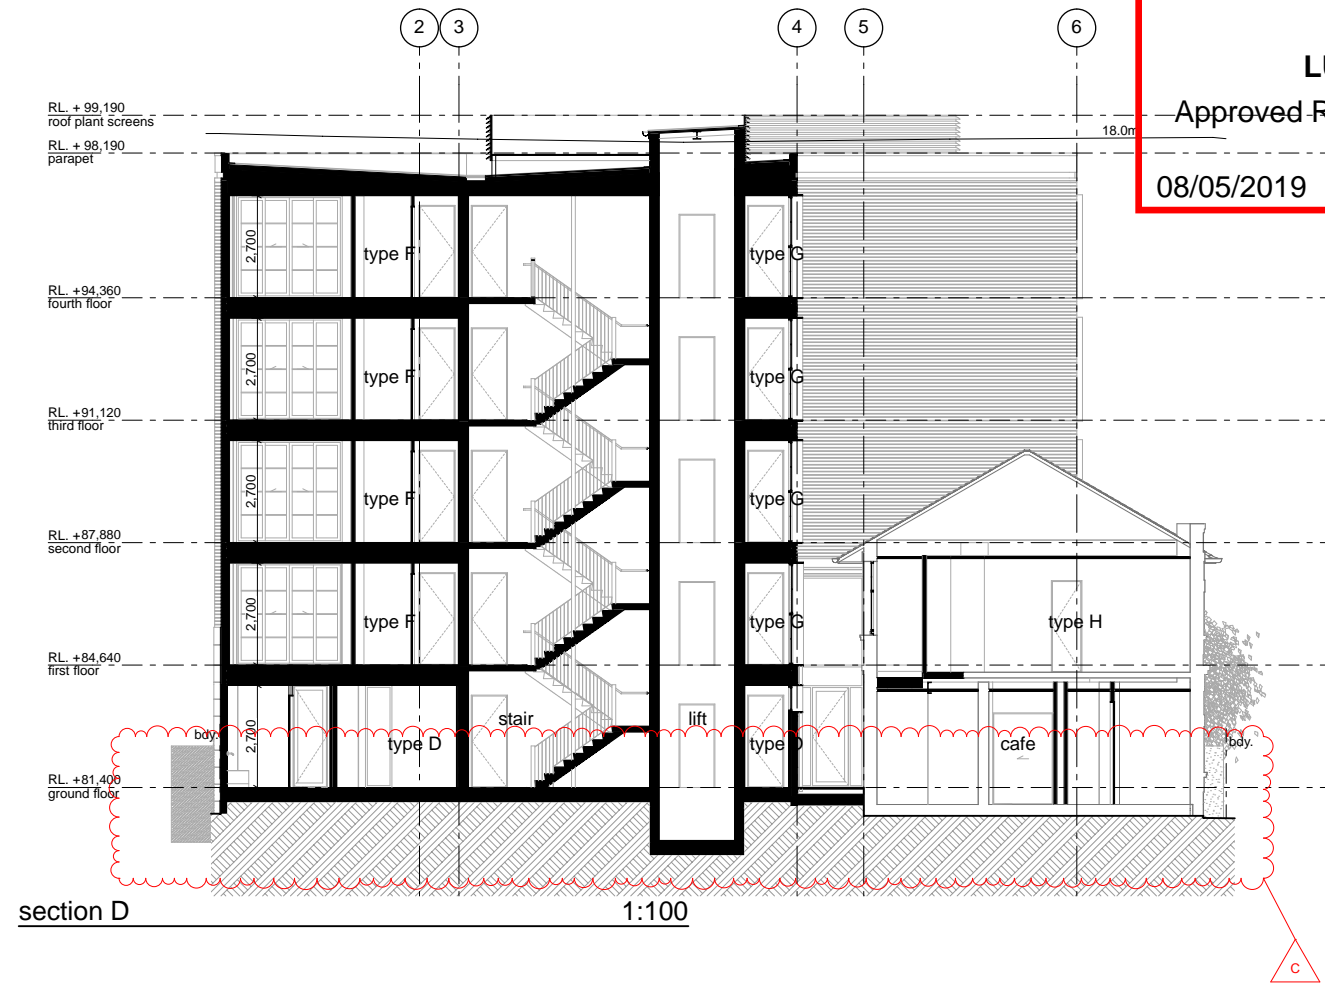 2 3 4 5 6
LU
Approved R
08/05/2019
RL. + 99,190
roof plant screens
RL. + 98,190
parapet
18.0m
2,700 type F type G
RL. +94,360
fourth floor
2,700 type F type G
RL. +91,120
third floor
2,700 type F type G
RL. +87,880
second floor
2,700 type F type G type H
RL. +84,640
first floor
stair lift
bdy. 2,700 type D type D cafe bdy.
RL. +81,400
ground floor
section D 1:100
C